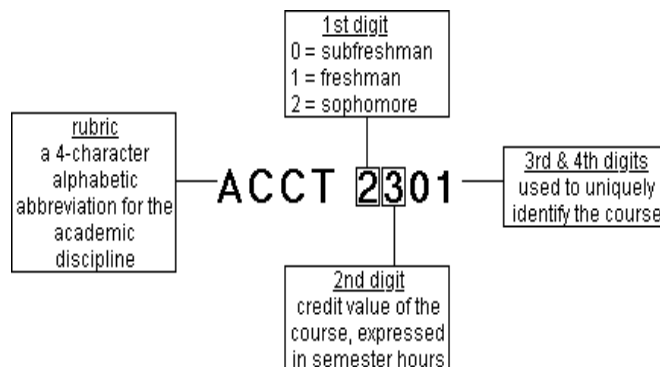 1st digit
0 = subfreshman
1 = freshman
2 = sophomore
rubric
a 4-character
alphabetic
abbreviation for the
academic
discipline
ACCT 2301
3rd & 4th digits
used to uniquely
identify the course
2nd digit
credit value of the
course, expressed
in semester hours